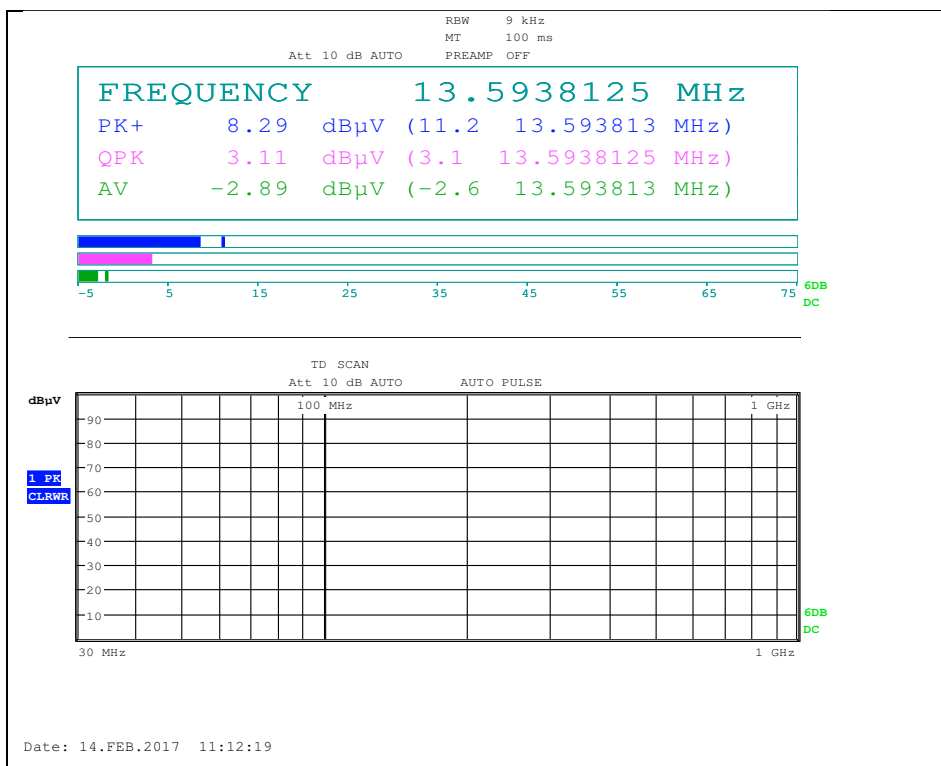 RBW 9 kHz
MT 100 ms
Att 10 dB AUTO PREAMP OFF
FREQUENCY 13.5938125 MHz
PK+ 8.29 dBµV (11.2 13.593813 MHz)
QPK 3.11 dBµV (3.1 13.5938125 MHz)
AV -2.89 dBµV (-2.6 13.593813 MHz)
-5 5 15 25 35 45 55 65 75
6DB
DC
TD SCAN
Att 10 dB AUTO AUTO PULSE
dBµV
100 MHz 1 GHz
90
80
70
1 PK
60
CLRWR
50
40
30
20
10
6DB
DC
30 MHz 1 GHz
Date: 14.FEB.2017 11:12:19